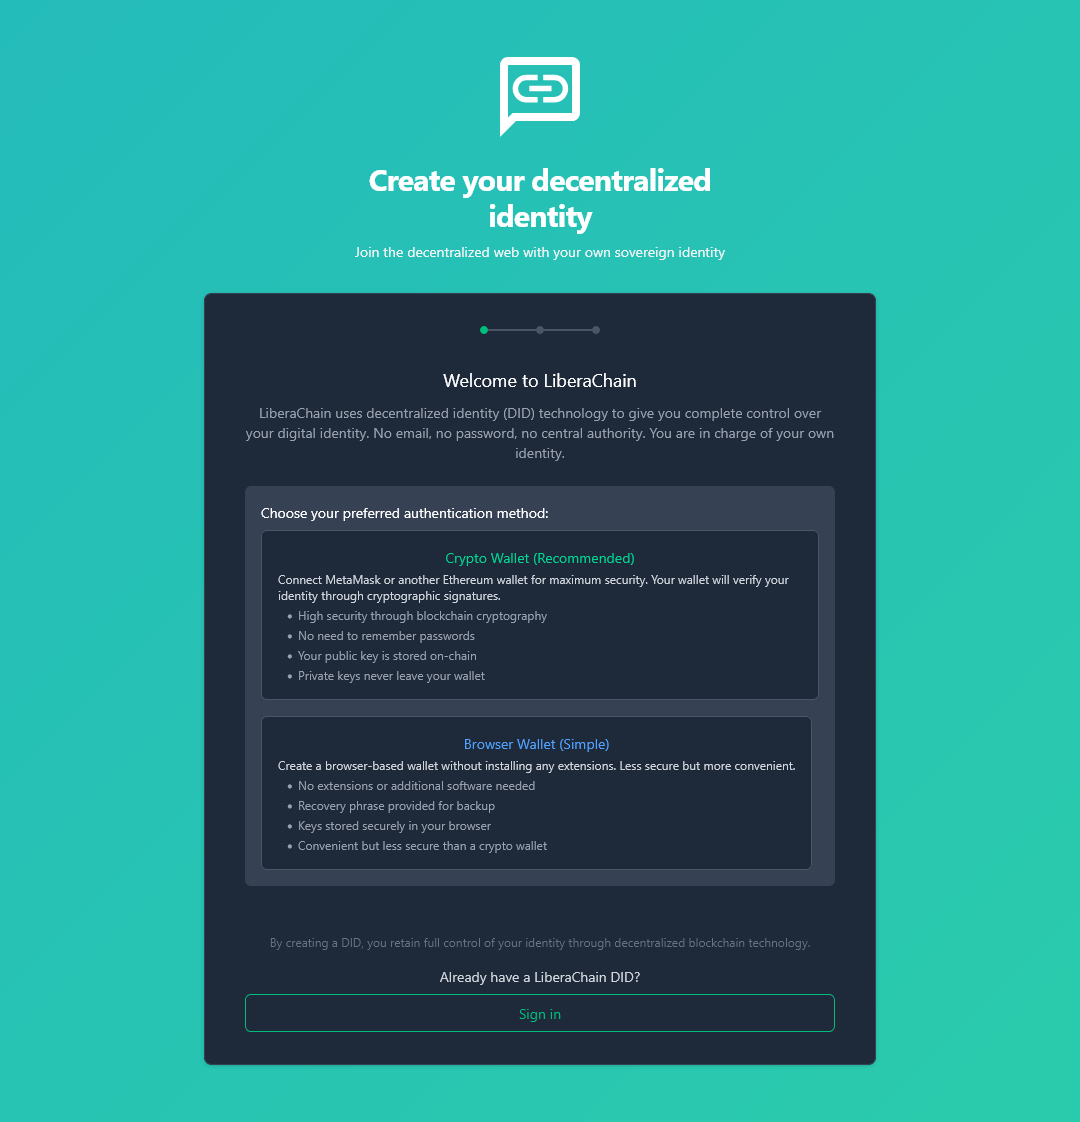 Create your decentralized
identity
Join the decentralized web with your own sovereign identity
Welcome to LiberaChain
LiberaChain uses decentralized identity (DID) technology to give you complete control over
your digital identity. No email, no password, no central authority. You are in charge of your own
identity.
Choose your preferred authentication method:
Crypto Wallet (Recommended)
Connect MetaMask or another Ethereum wallet for maximum security. Your wallet will verify your
identity through cryptographic signatures.
• High security through blockchain cryptography
• No need to remember passwords
• Your public key is stored on-chain
• Private keys never leave your wallet
Browser Wallet (Simple)
Create a browser-based wallet without installing any extensions. Less secure but more convenient.
• No extensions or additional software needed
• Recovery phrase provided for backup
• Keys stored securely in your browser
• Convenient but less secure than a crypto wallet
By creating a DID, you retain full control of your identity through decentralized blockchain technology.
Already have a LiberaChain DID?
Sign in